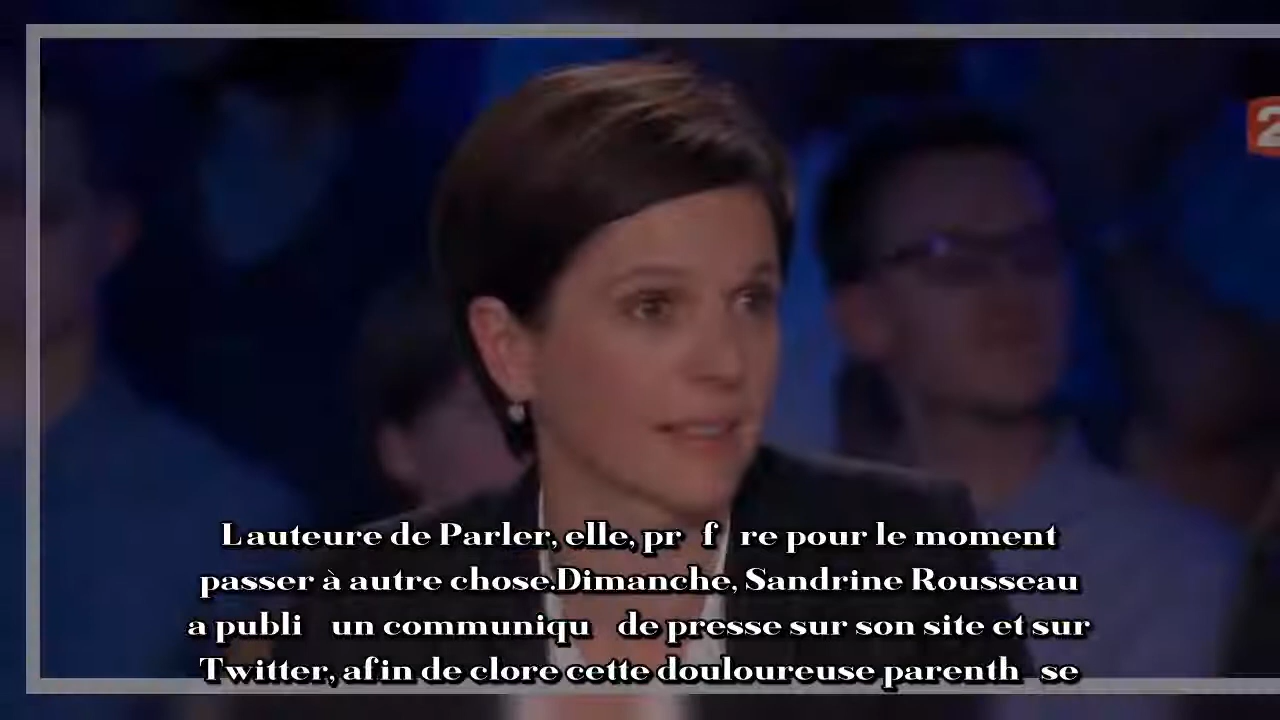 Lauteure de Parler, elle, pr f re pour le moment
passer à autre chose.Dimanche, Sandrine Rousseau
a publi un communiqu de presse sur son site et sur
Twitter, afin de clore cette douloureuse parenth se
2